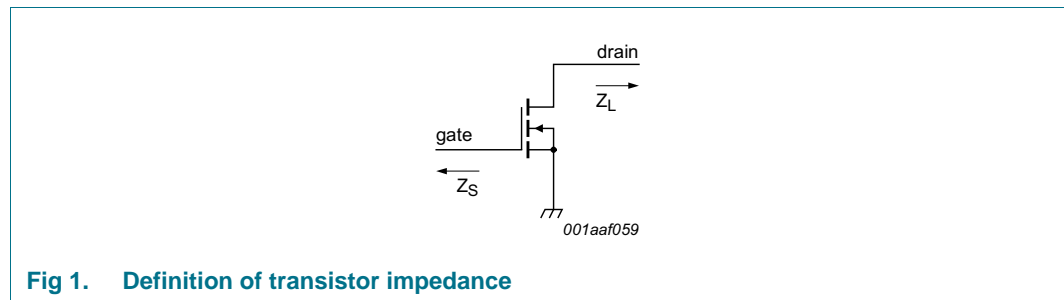 drain
Z_L
gate
Z_S
001aaf059
Fig 1. Definition of transistor impedance